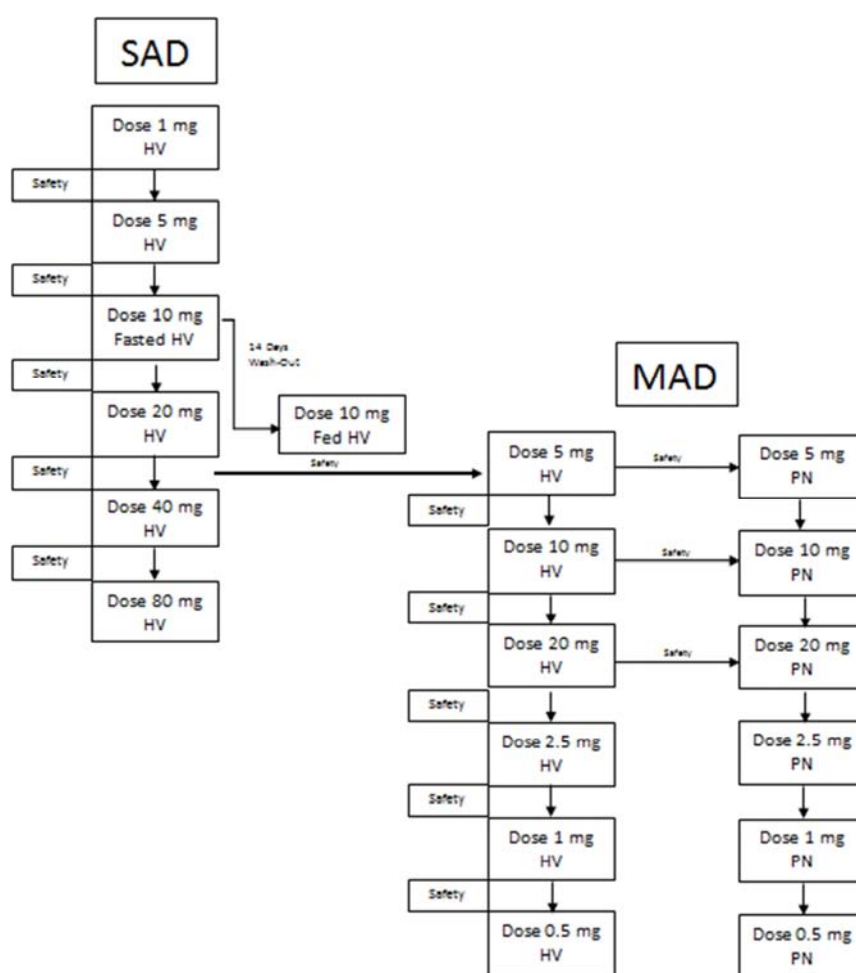 SAD
Dose 1 mg
HV
Safety
Dose 5 mg
HV
Safety
Dose 10 mg
Fasted HV
14 Days
Wash-Out
Safety
Dose 10 mg
Fed HV
Dose 20 mg
HV
Safety
Safety
Dose 40 mg
HV
Safety
Dose 80 mg
HV
MAD
Dose 5 mg
HV
Safety
Dose 5 mg
PN
Safety
Dose 10 mg
HV
Safety
Dose 10 mg
PN
Safety
Dose 20 mg
HV
Safety
Dose 20 mg
PN
Safety
Dose 2.5 mg
HV
Dose 2.5 mg
PN
Safety
Dose 1 mg
HV
Dose 1 mg
PN
Safety
Dose 0.5 mg
HV
Dose 0.5 mg
PN